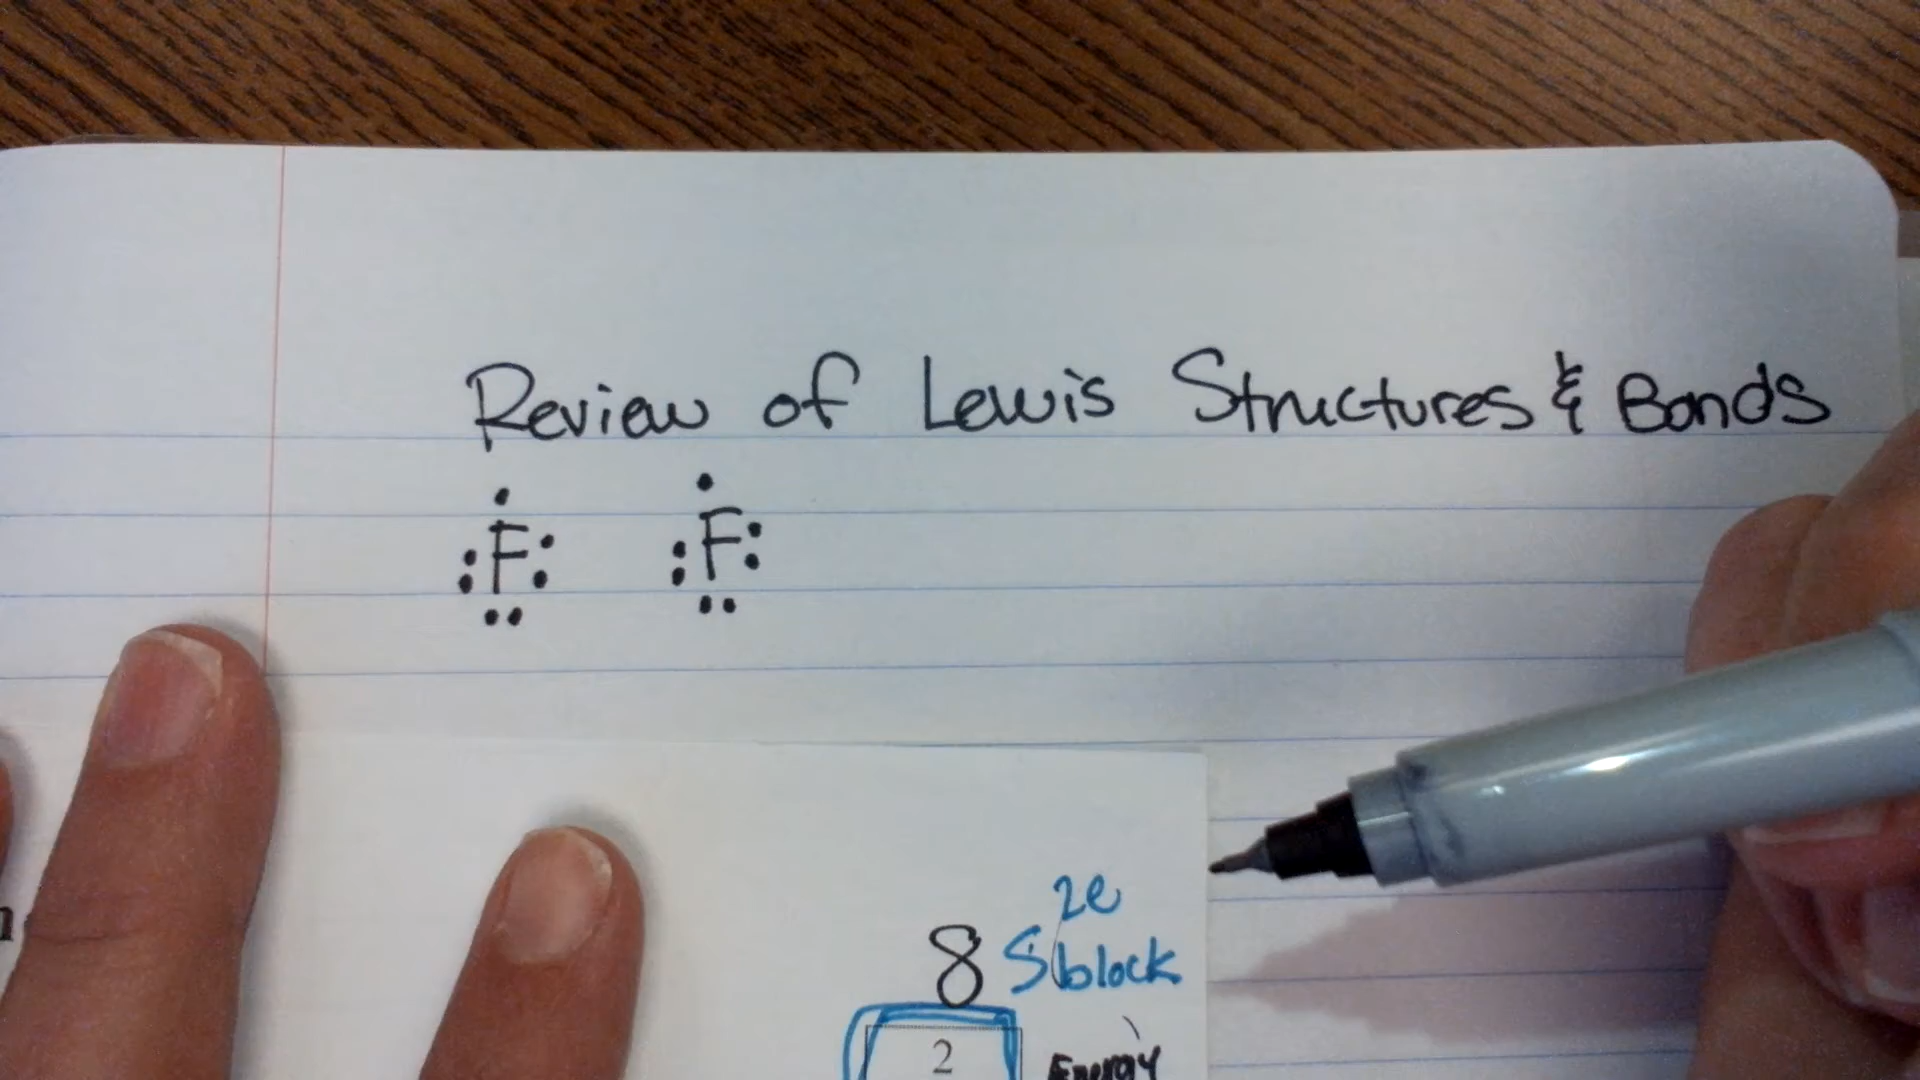 Review of Lewis Structures & Bonds
F F
2e
8 S block
2
Energy